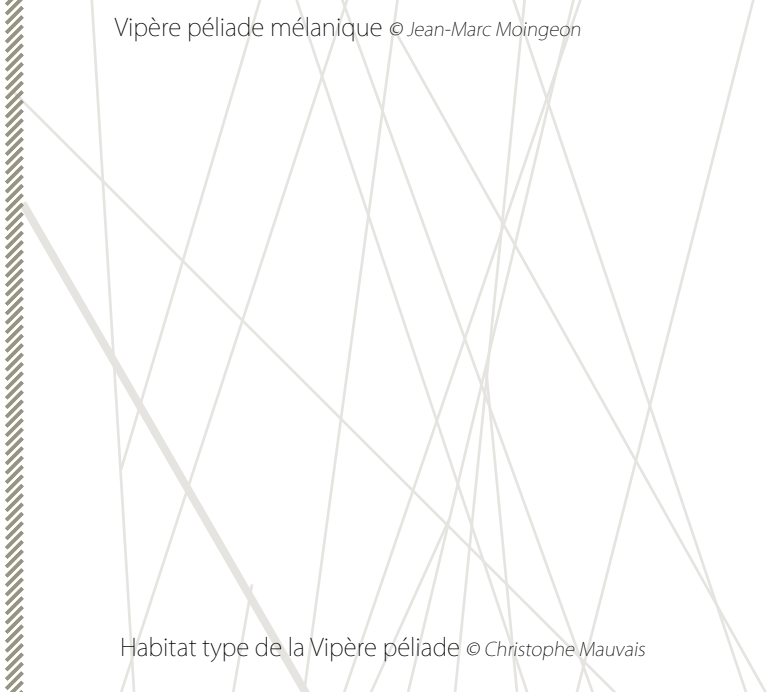 Vipère péliade mélanique © Jean-Marc Moingeon
Habitat type de la Vipère péliade © Christophe Mauvais